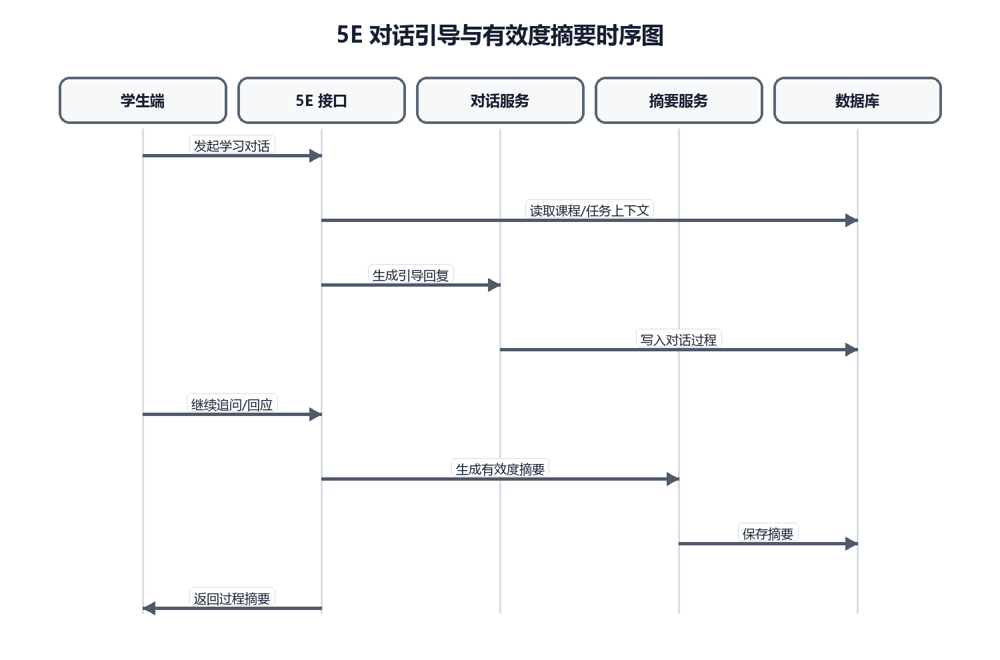 5E 对话引导与有效度摘要时序图
学生端
5E 接口
对话服务
摘要服务
数据库
发起学习对话
读取课程/任务上下文
生成引导回复
写入对话过程
继续追问/回应
生成有效度摘要
保存摘要
返回过程摘要